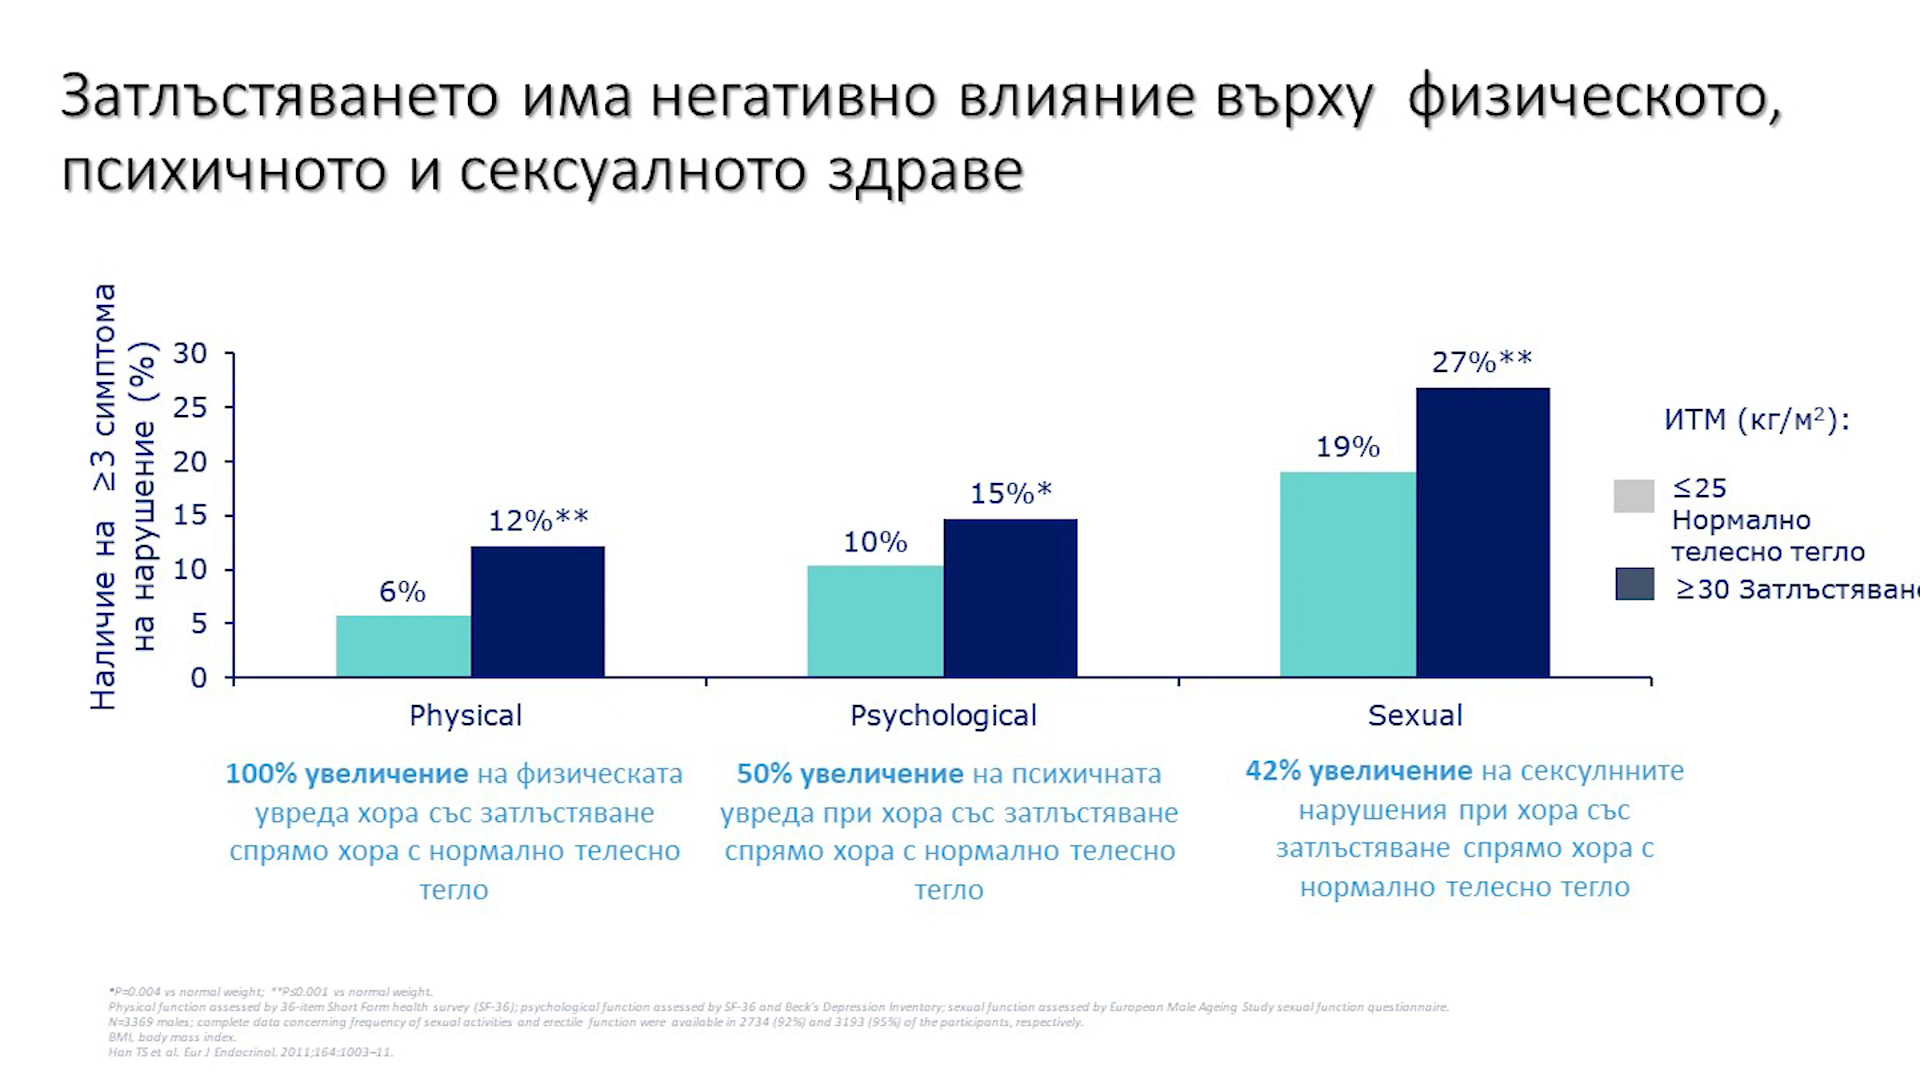 Затлъстяването има негативно влияние върху физическото,
психичното и сексуалното здраве
Наличие на ≥3 симптома
на нарушение (%)
30
25
20
15
10
5
0
6%
12%**
10%
15%*
19%
27%**
Physical
Psychological
Sexual
ИТМ (кг/м²):
≤25
Нормално
телесно тегло
≥30 Затлъстяване
100% увеличение на физическата
увреда хора със затлъстяване
спрямо хора с нормално телесно
тегло
50% увеличение на психичната
увреда при хора със затлъстяване
спрямо хора с нормално телесно
тегло
42% увеличение на сексулнните
нарушения при хора със
затлъстяване спрямо хора с
нормално телесно тегло
*P=0.004 vs normal weight; **P≤0.001 vs normal weight.
Physical function assessed by 36-item Short Form health survey (SF-36); psychological function assessed by SF-36 and Beck's Depression Inventory; sexual function assessed by European Male Ageing Study sexual function questionnaire.
N=3369 males; complete data concerning frequency of sexual activities and erectile function were available in 2734 (92%) and 3193 (95%) of the participants, respectively.
BMI, body mass index.
Han TS et al. Eur J Endocrinol. 2011;164:1003–11.